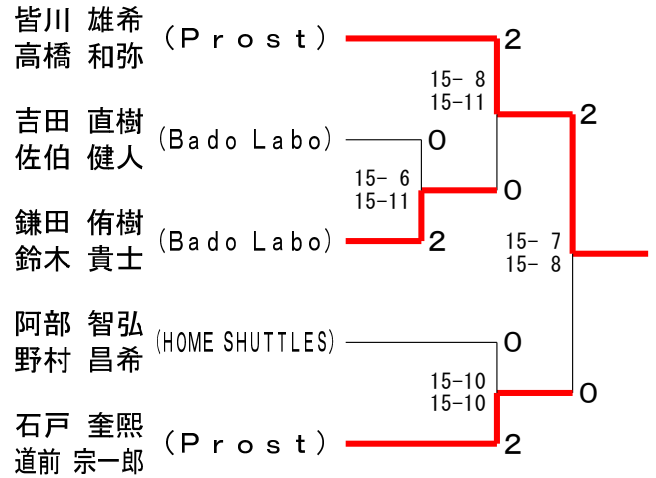 皆川 雄希
高橋 和弥
(Prost)
2
15- 8
15-11
2
吉田 直樹
佐伯 健人
(Bado Labo)
0
15- 6
15-11
0
鎌田 侑樹
鈴木 貴士
(Bado Labo)
2
15- 7
15- 8
阿部 智弘
野村 昌希
(HOME SHUTTLES)
0
15-10
15-10
0
石戸 奎熙
道前 宗一郎
(Prost)
2